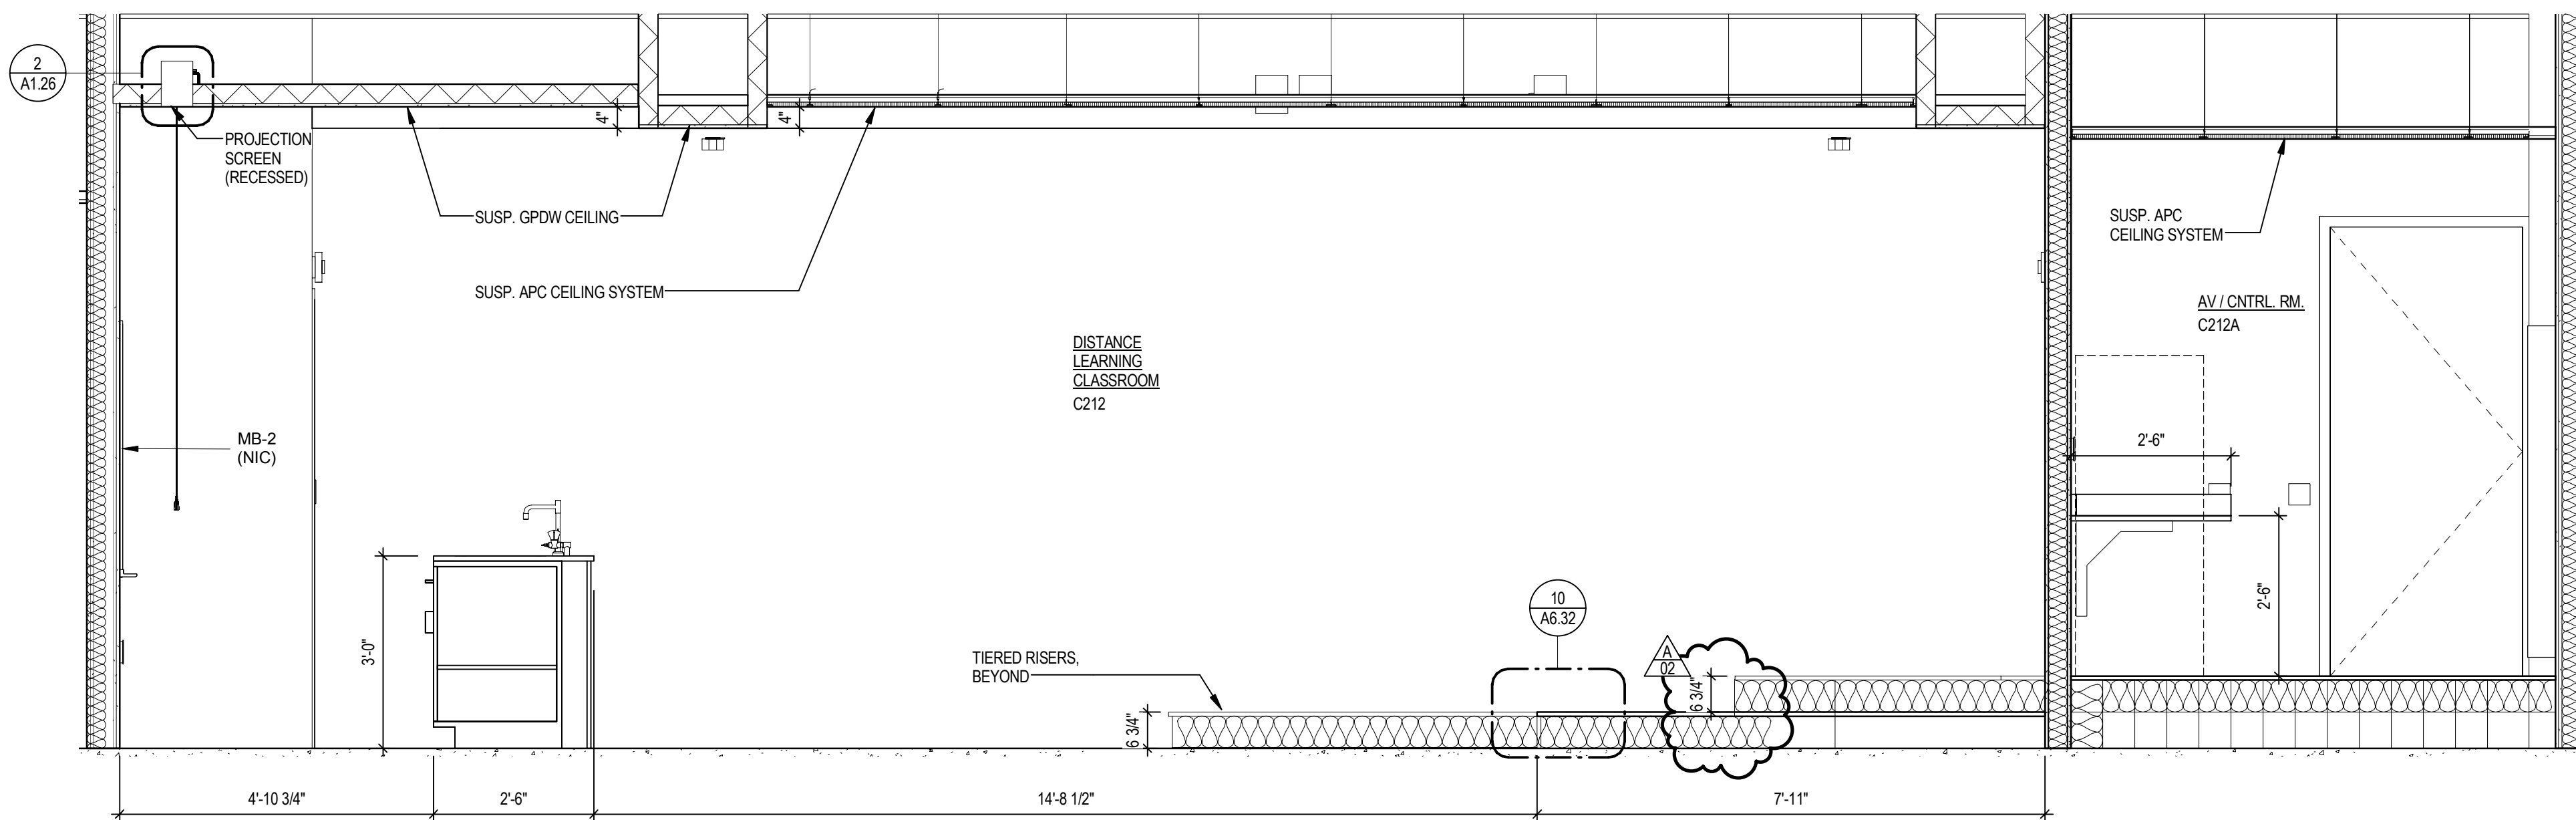 2
A1.26
4"
4"
PROJECTION
SCREEN
(RECESSED)
SUSP. GPDW CEILING
SUSP. APC CEILING SYSTEM
SUSP. APC
CEILING SYSTEM
AV / CNTRL. RM.
C212A
DISTANCE
LEARNING
CLASSROOM
C212
MB-2
(NIC)
2'-6"
2'-6"
3'-0"
10
A6.32
TIERED RISERS,
BEYOND
A
02
6 3/4"
6 3/4"
4'-10 3/4"
2'-6"
14'-8 1/2"
7'-11"